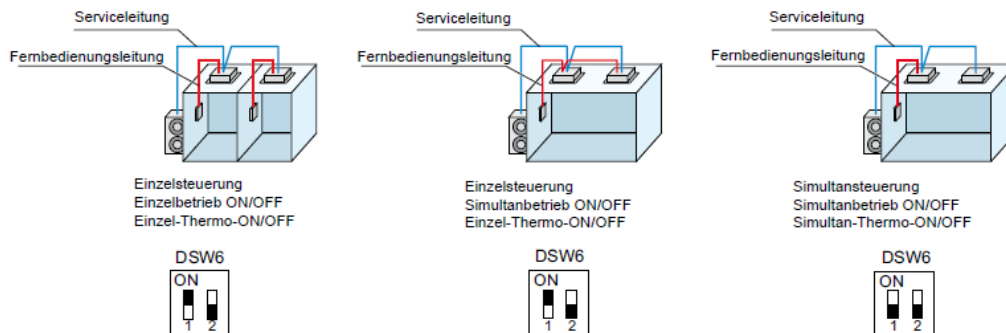 Serviceleitung
Fernbedienungsleitung
Einzelsteuerung
Einzelbetrieb ON/OFF
Einzel-Thermo-ON/OFF
DSW6
ON
1 2
Serviceleitung
Fernbedienungsleitung
Einzelsteuerung
Simultanbetrieb ON/OFF
Einzel-Thermo-ON/OFF
DSW6
ON
1 2
Serviceleitung
Fernbedienungsleitung
Simultansteuerung
Simultanbetrieb ON/OFF
Simultan-Thermo-ON/OFF
DSW6
ON
1 2